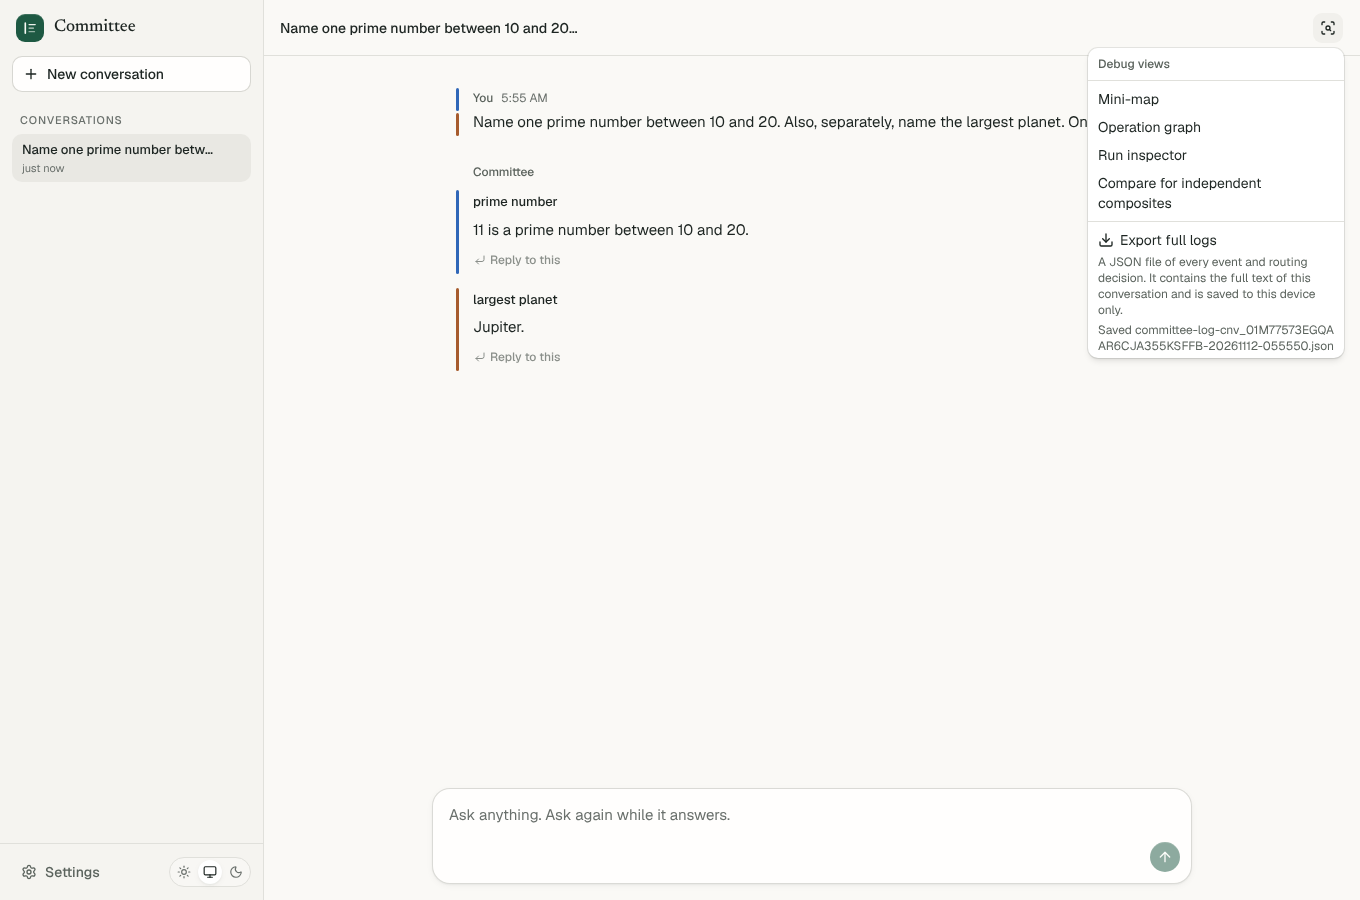 Committee
New conversation
CONVERSATIONS
Name one prime number betw...
just now
Settings
Name one prime number between 10 and 20...
You 5:55 AM
Name one prime number between 10 and 20. Also, separately, name the largest planet. On
Committee
prime number
11 is a prime number between 10 and 20.
Reply to this
largest planet
Jupiter.
Reply to this
Debug views
Mini-map
Operation graph
Run inspector
Compare for independent
composites
Export full logs
A JSON file of every event and routing
decision. It contains the full text of this
conversation and is saved to this device
only.
Saved committee-log-cnv_01M77573EGQA
AR6CJA355KSFFB-20261112-055550.json
Ask anything. Ask again while it answers.